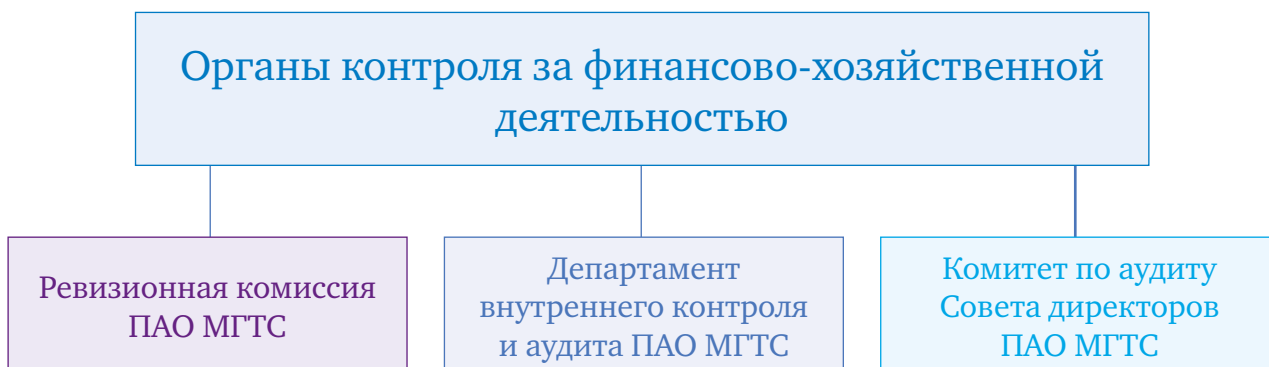 Органы контроля за финансово-хозяйственной
деятельностью
Ревизионная комиссия
ПАО МГТС
Департамент
внутреннего контроля
и аудита ПАО МГТС
Комитет по аудиту
Совета директоров
ПАО МГТС